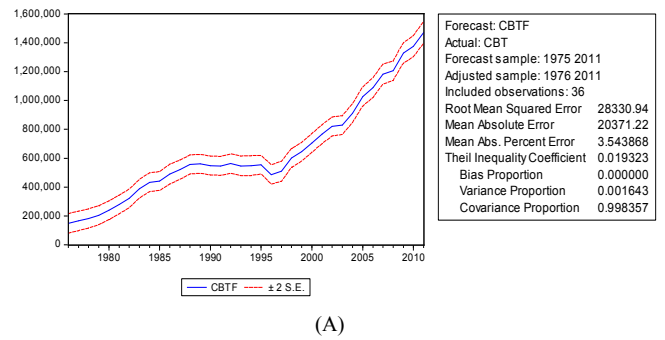 1,600,000
1,400,000
1,200,000
1,000,000
800,000
600,000
400,000
200,000
0
1980 1985 1990 1995 2000 2005 2010
CBTF ± 2 S.E.
Forecast: CBTF
Actual: CBT
Forecast sample: 1975 2011
Adjusted sample: 1976 2011
Included observations: 36
Root Mean Squared Error 28330.94
Mean Absolute Error 20371.22
Mean Abs. Percent Error 3.543868
Theil Inequality Coefficient 0.019323
Bias Proportion 0.000000
Variance Proportion 0.001643
Covariance Proportion 0.998357
(A)